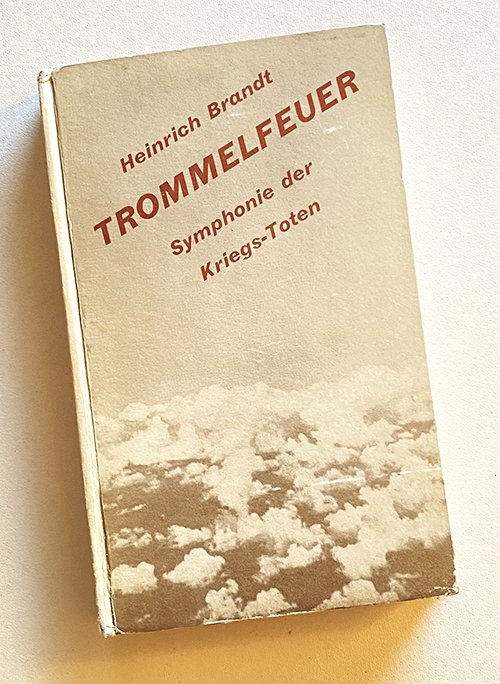 Heinrich Brandt
TROMMELFEUER
Symphonie der
Kriegs-Toten